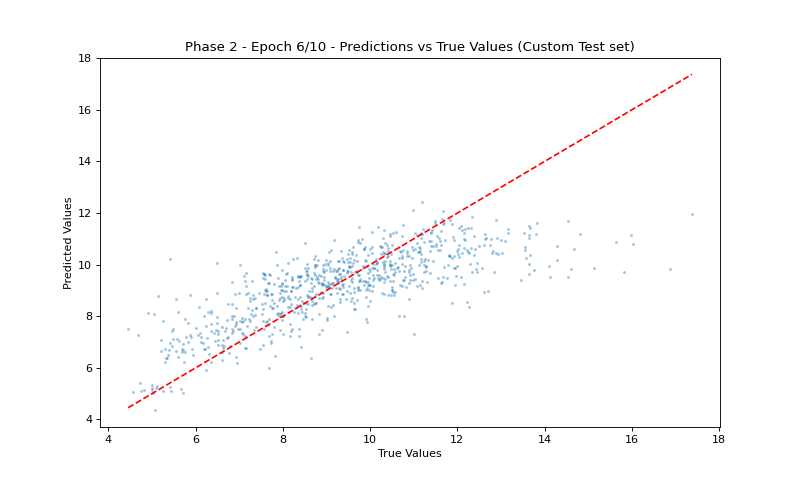 Phase 2 - Epoch 6/10 - Predictions vs True Values (Custom Test set)
18
16
14
12
10
8
6
4
Predicted Values
4 6 8 10 12 14 16 18
True Values